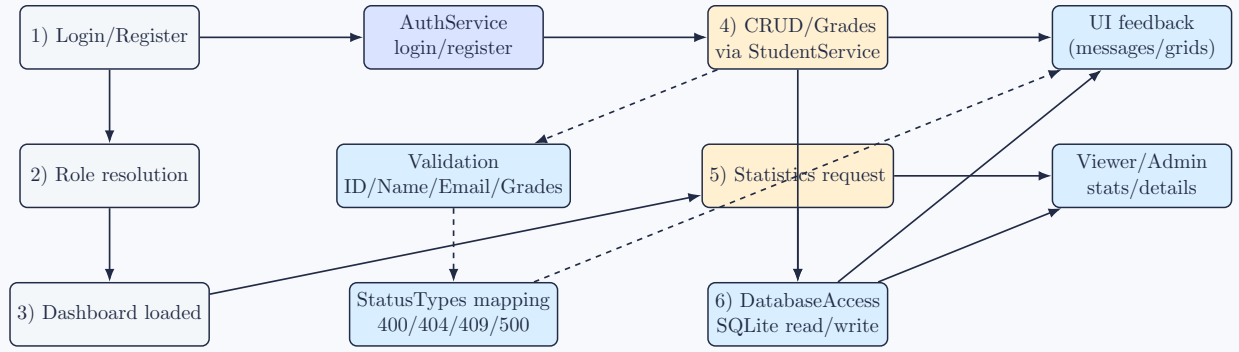 1) Login/Register
AuthService
login/register
4) CRUD/Grades
via StudentService
UI feedback
(messages/grids)
2) Role resolution
Validation
ID/Name/Email/Grades
5) Statistics request
Viewer/Admin
stats/details
3) Dashboard loaded
StatusTypes mapping
400/404/409/500
6) DatabaseAccess
SQLite read/write